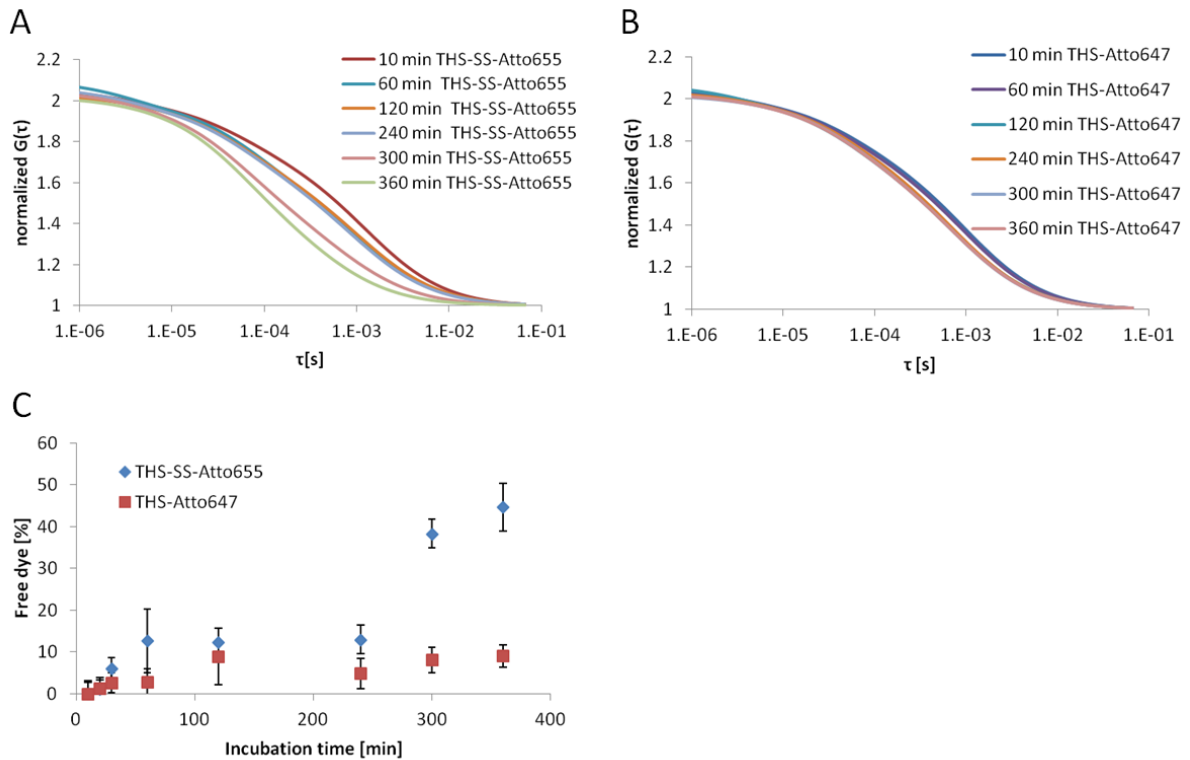 A
normalized G(τ)
2.2
2
1.8
1.6
1.4
1.2
1
1.E-06 1.E-05 1.E-04 1.E-03 1.E-02 1.E-01
τ[s]
10 min THS-SS-Atto655
60 min THS-SS-Atto655
120 min THS-SS-Atto655
240 min THS-SS-Atto655
300 min THS-SS-Atto655
360 min THS-SS-Atto655
B
normalized G(τ)
2.2
2
1.8
1.6
1.4
1.2
1
1.E-06 1.E-05 1.E-04 1.E-03 1.E-02 1.E-01
τ [s]
10 min THS-Atto647
60 min THS-Atto647
120 min THS-Atto647
240 min THS-Atto647
300 min THS-Atto647
360 min THS-Atto647
C
Free dye [%]
60
50
40
30
20
10
0
0 100 200 300 400
Incubation time [min]
THS-SS-Atto655
THS-Atto647